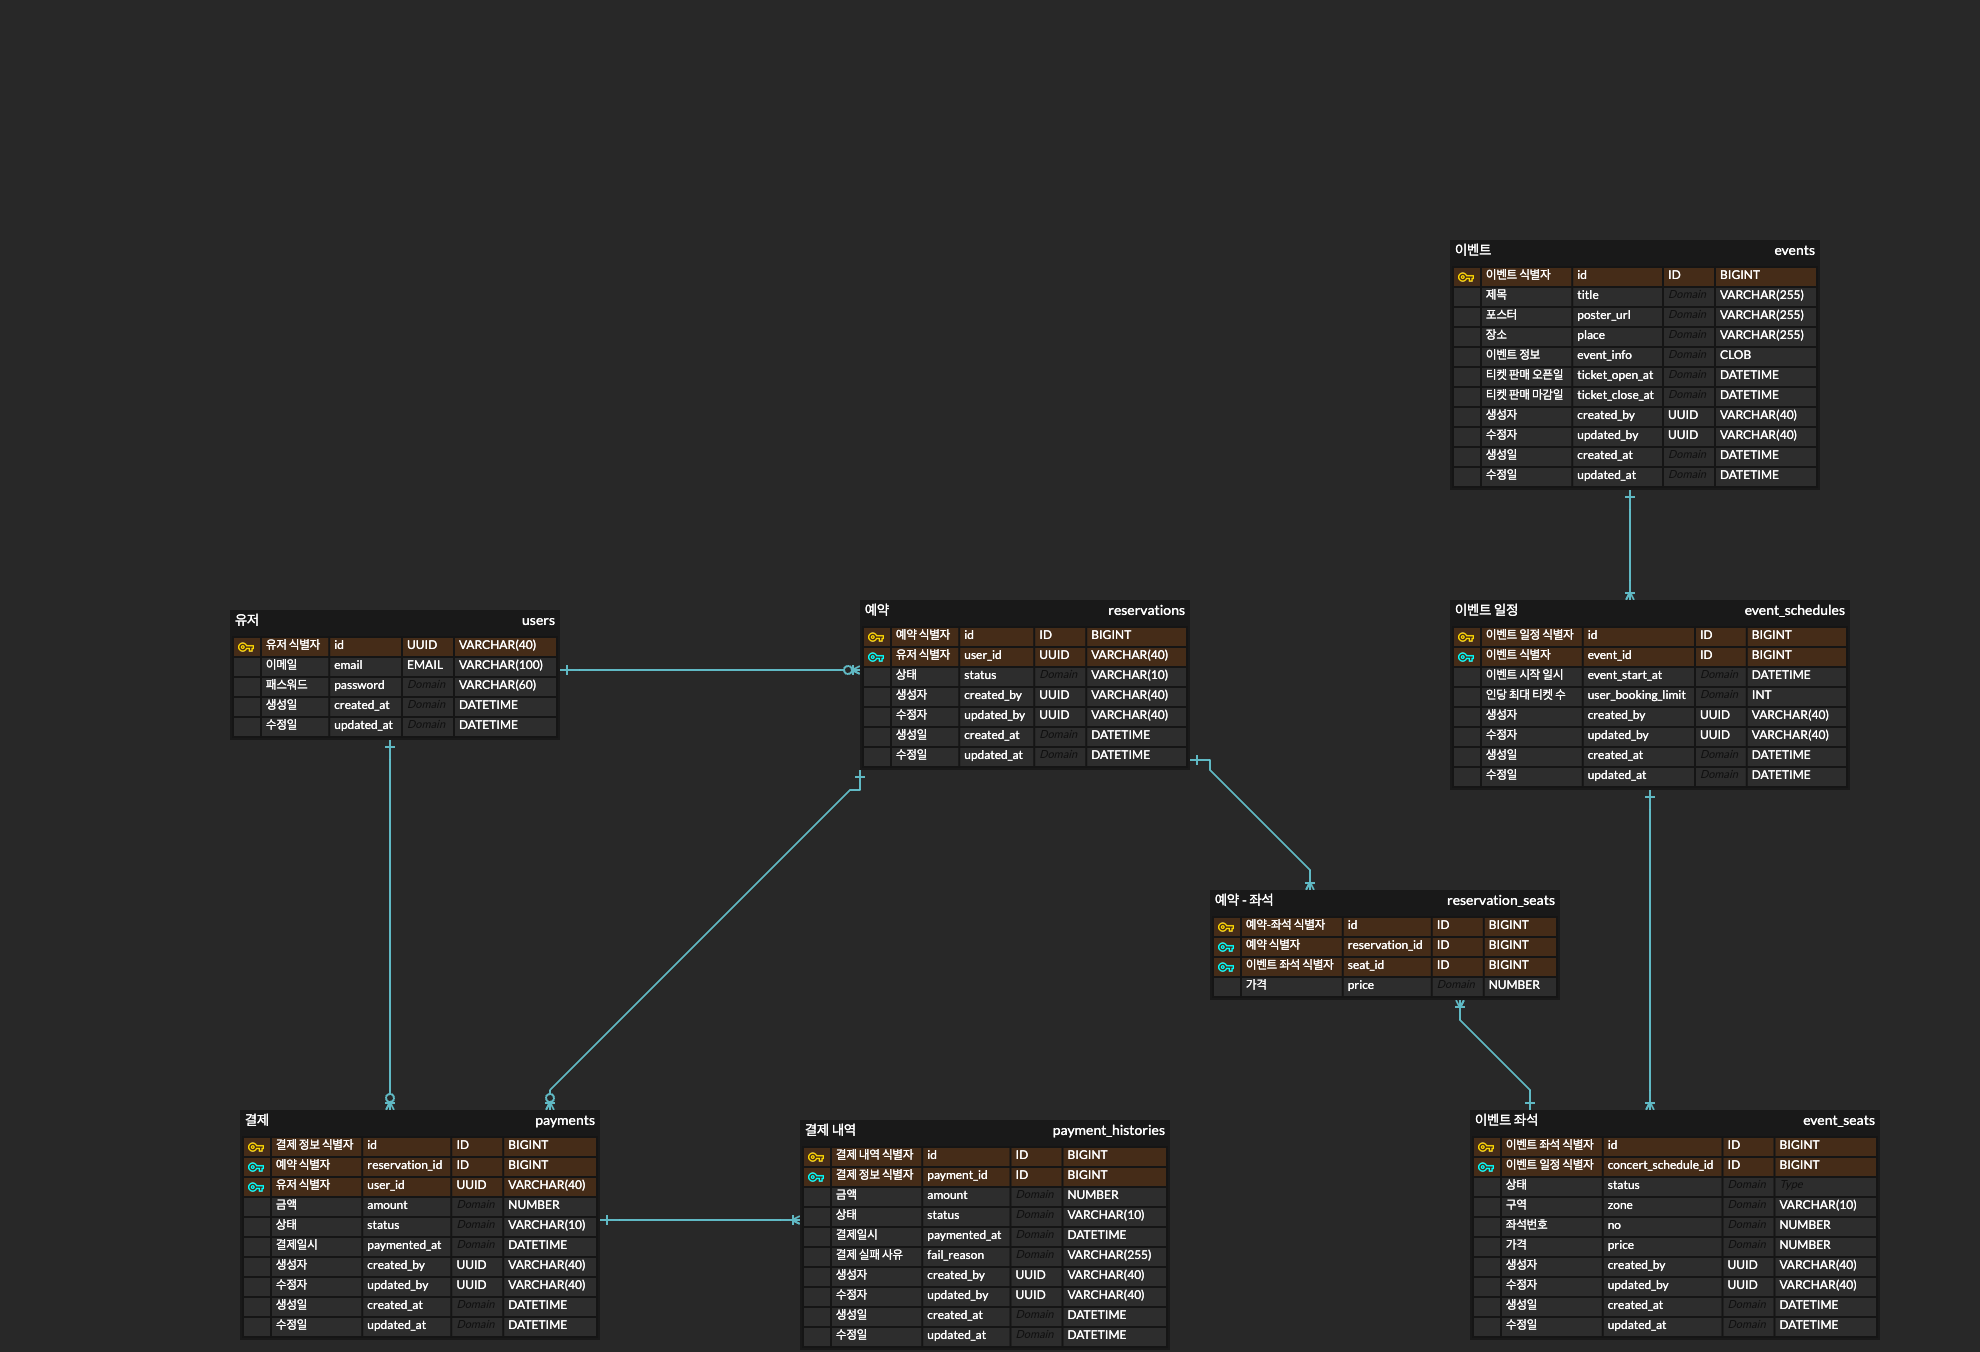 이벤트 events
이벤트 식별자 id ID BIGINT
제목 title Domain VARCHAR(255)
포스터 poster_url Domain VARCHAR(255)
장소 place Domain VARCHAR(255)
이벤트 정보 event_info Domain CLOB
티켓 판매 오픈일 ticket_open_at Domain DATETIME
티켓 판매 마감일 ticket_close_at Domain DATETIME
생성자 created_by UUID VARCHAR(40)
수정자 updated_by UUID VARCHAR(40)
생성일 created_at Domain DATETIME
수정일 updated_at Domain DATETIME
유저 users
유저 식별자 id UUID VARCHAR(40)
이메일 email EMAIL VARCHAR(100)
패스워드 password Domain VARCHAR(60)
생성일 created_at Domain DATETIME
수정일 updated_at Domain DATETIME
예약 reservations
예약 식별자 id ID BIGINT
유저 식별자 user_id UUID VARCHAR(40)
상태 status Domain VARCHAR(10)
생성자 created_by UUID VARCHAR(40)
수정자 updated_by UUID VARCHAR(40)
생성일 created_at Domain DATETIME
수정일 updated_at Domain DATETIME
이벤트 일정 event_schedules
이벤트 일정 식별자 id ID BIGINT
이벤트 식별자 event_id ID BIGINT
이벤트 시작 일시 event_start_at Domain DATETIME
인당 최대 티켓 수 user_booking_limit Domain INT
생성자 created_by UUID VARCHAR(40)
수정자 updated_by UUID VARCHAR(40)
생성일 created_at Domain DATETIME
수정일 updated_at Domain DATETIME
예약 - 좌석 reservation_seats
예약-좌석 식별자 id ID BIGINT
예약 식별자 reservation_id ID BIGINT
이벤트 좌석 식별자 seat_id ID BIGINT
가격 price Domain NUMBER
결제 payments
결제 정보 식별자 id ID BIGINT
예약 식별자 reservation_id ID BIGINT
유저 식별자 user_id UUID VARCHAR(40)
금액 amount Domain NUMBER
상태 status Domain VARCHAR(10)
결제일시 paymented_at Domain DATETIME
생성자 created_by UUID VARCHAR(40)
수정자 updated_by UUID VARCHAR(40)
생성일 created_at Domain DATETIME
수정일 updated_at Domain DATETIME
결제 내역 payment_histories
결제 내역 식별자 id ID BIGINT
결제 정보 식별자 payment_id ID BIGINT
금액 amount Domain NUMBER
상태 status Domain VARCHAR(10)
결제일시 paymented_at Domain DATETIME
결제 실패 사유 fail_reason Domain VARCHAR(255)
생성자 created_by UUID VARCHAR(40)
수정자 updated_by UUID VARCHAR(40)
생성일 created_at Domain DATETIME
수정일 updated_at Domain DATETIME
이벤트 좌석 event_seats
이벤트 좌석 식별자 id ID BIGINT
이벤트 일정 식별자 concert_schedule_id ID BIGINT
상태 status Domain Type
구역 zone Domain VARCHAR(10)
좌석번호 no Domain NUMBER
가격 price Domain NUMBER
생성자 created_by UUID VARCHAR(40)
수정자 updated_by UUID VARCHAR(40)
생성일 created_at Domain DATETIME
수정일 updated_at Domain DATETIME